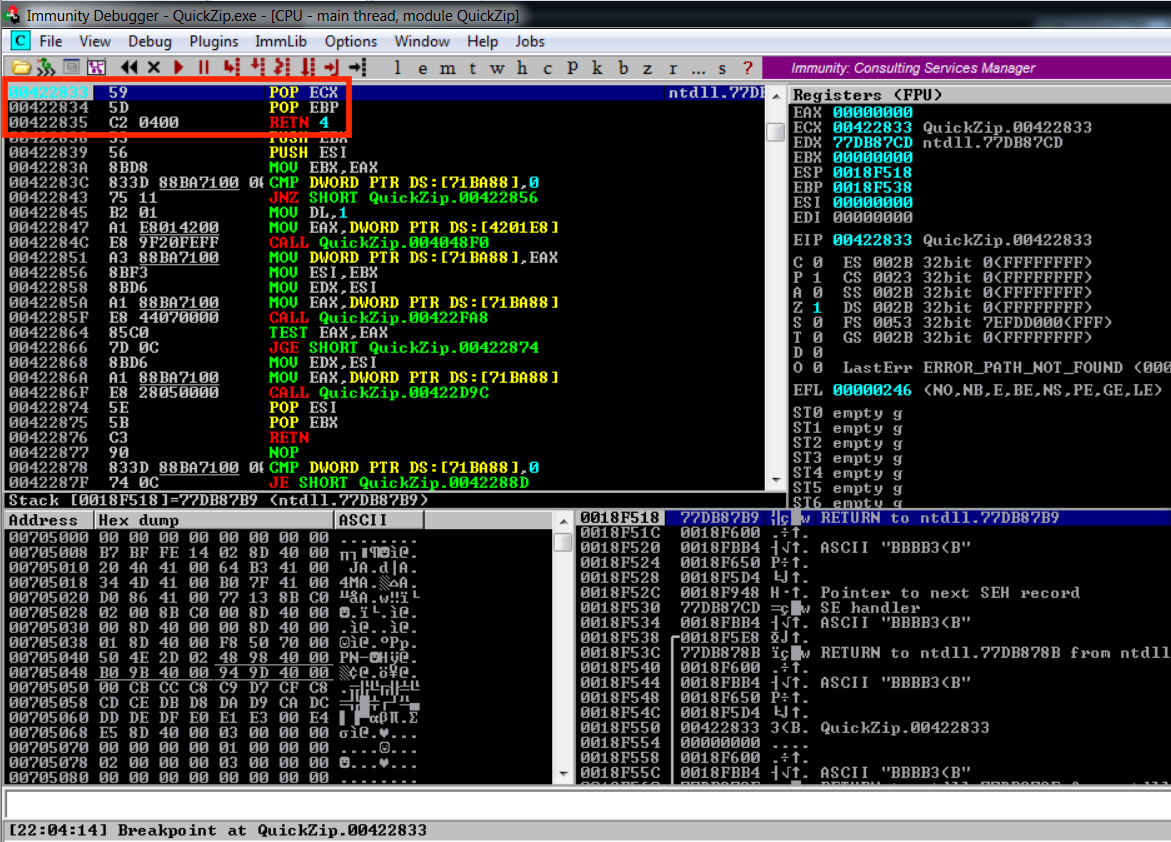 Immunity Debugger - QuickZip.exe - [CPU - main thread, module QuickZip]
C File View Debug Plugins ImmLib Options Window Help Jobs
l e m t w h c P k b z r ... s ? Immunity: Consulting Services Manager
00422833 59 POP ECX ntdll.77DB
00422834 5D POP EBP
00422835 C2 0400 RETN 4
00422838 53 PUSH EBX
00422839 56 PUSH ESI
0042283A 8BD8 MOV EBX,EAX
0042283C 833D 88BA7100 0 CMP DWORD PTR DS:[71BA88],0
00422843 75 11 JNZ SHORT QuickZip.00422856
00422845 B2 01 MOV DL,1
00422847 A1 E8014200 MOV EAX,DWORD PTR DS:[4201E8]
0042284C E8 9F20FEFF CALL QuickZip.004048F0
00422851 A3 88BA7100 MOV DWORD PTR DS:[71BA88],EAX
00422856 8BF3 MOV ESI,EBX
00422858 8BD6 MOV EDX,ESI
0042285A A1 88BA7100 MOV EAX,DWORD PTR DS:[71BA88]
0042285F E8 44070000 CALL QuickZip.00422FA8
00422864 85C0 TEST EAX,EAX
00422866 7D 0C JGE SHORT QuickZip.00422874
00422868 8BD6 MOV EDX,ESI
0042286A A1 88BA7100 MOV EAX,DWORD PTR DS:[71BA88]
0042286F E8 28050000 CALL QuickZip.00422D9C
00422874 5E POP ESI
00422875 5B POP EBX
00422876 C3 RETN
00422877 90 NOP
00422878 833D 88BA7100 0 CMP DWORD PTR DS:[71BA88],0
0042287F 74 0C JE SHORT QuickZip.0042288D
Stack [0018F518]=77DB87B9 (ntdll.77DB87B9)
Registers (FPU)
EAX 00000000
ECX 00422833 QuickZip.00422833
EDX 77DB87CD ntdll.77DB87CD
EBX 00000000
ESP 0018F518
EBP 0018F538
ESI 00000000
EDI 00000000
EIP 00422833 QuickZip.00422833
C 0 ES 002B 32bit 0(FFFFFFFF)
P 1 CS 0023 32bit 0(FFFFFFFF)
A 0 SS 002B 32bit 0(FFFFFFFF)
Z 1 DS 002B 32bit 0(FFFFFFFF)
S 0 FS 0053 32bit 7EFDD000(FFF)
T 0 GS 002B 32bit 0(FFFFFFFF)
D 0
O 0 LastErr ERROR_PATH_NOT_FOUND (000
EFL 00000246 (NO,NB,E,BE,NS,PE,GE,LE)
ST0 empty g
ST1 empty g
ST2 empty g
ST3 empty g
ST4 empty g
ST5 empty g
ST6 empty g
Address Hex dump ASCII
00705000 00 00 00 00 00 00 00 00 ........
00705008 B7 BF FE 14 02 8D 40 00
00705010 20 4A 41 00 64 B3 41 00
00705018 34 4D 41 00 B0 7F 41 00
00705020 D0 86 41 00 77 13 8B C0
00705028 02 00 8B C0 00 8D 40 00
00705030 00 8D 40 00 00 8D 40 00
00705038 01 8D 40 00 F8 50 70 00
00705040 50 4E 2D 02 48 98 40 00
00705048 B0 9B 40 00 94 9D 40 00
00705050 00 CB CC C8 C9 D7 CF C8
00705058 CD CE DB D8 DA D9 CA DC
00705060 DD DE DF E0 E1 E3 00 E4
00705068 E5 8D 40 00 03 00 00 00
00705070 00 00 00 00 01 00 00 00
00705078 02 00 00 00 03 00 00 00
00705080 00 00 00 00 00 00 00 00 ........
0018F518 77DB87B9 RETURN to ntdll.77DB87B9
0018F51C 0018F600
0018F520 0018FBB4 ASCII "BBBB3(B"
0018F524 0018F650
0018F528 0018F5D4
0018F52C 0018F948 Pointer to next SEH record
0018F530 77DB87CD SE handler
0018F534 0018FBB4 ASCII "BBBB3(B"
0018F538 0018F5E8
0018F53C 77DB878B RETURN to ntdll.77DB878B from ntdll
0018F540 0018F600
0018F544 0018FBB4 ASCII "BBBB3(B"
0018F548 0018F650
0018F54C 0018F5D4
0018F550 00422833 3(B. QuickZip.00422833
0018F554 00000000 ....
0018F558 0018F600
0018F55C 0018FBB4 ASCII "BBBB3(B"
[22:04:14] Breakpoint at QuickZip.00422833